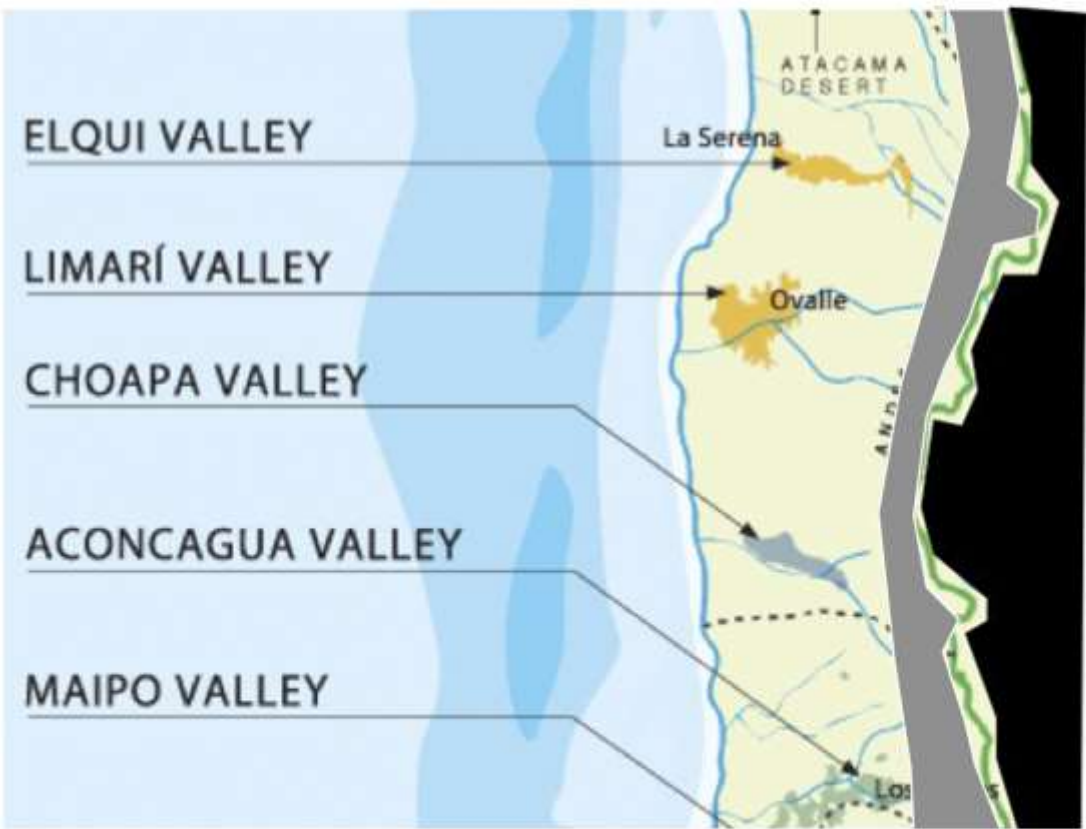 ATACAMA
DESERT
ELQUI VALLEY
La Serena
LIMARÍ VALLEY
Ovalle
CHOAPA VALLEY
ACONCAGUA VALLEY
MAIPO VALLEY